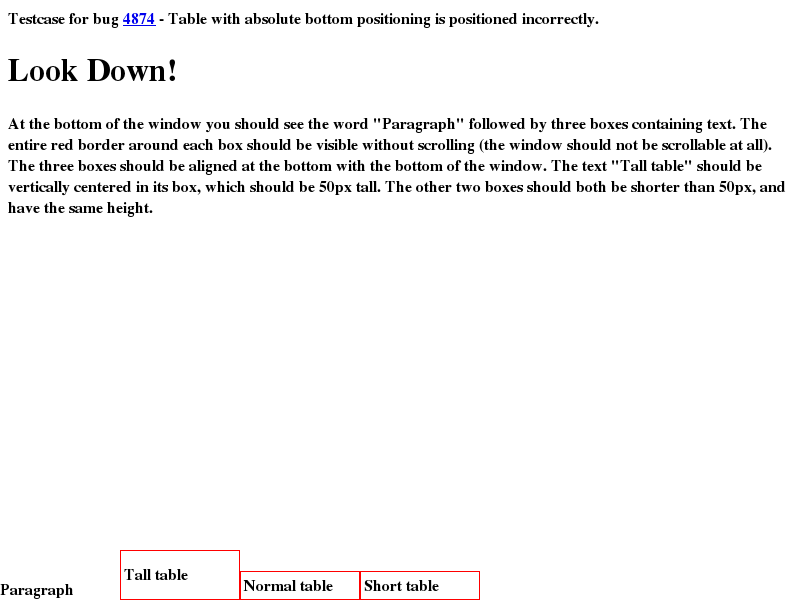 Testcase for bug 4874 - Table with absolute bottom positioning is positioned incorrectly.
Look Down!
At the bottom of the window you should see the word "Paragraph" followed by three boxes containing text. The
entire red border around each box should be visible without scrolling (the window should not be scrollable at all).
The three boxes should be aligned at the bottom with the bottom of the window. The text "Tall table" should be
vertically centered in its box, which should be 50px tall. The other two boxes should both be shorter than 50px, and
have the same height.
Tall table
Paragraph Normal table Short table